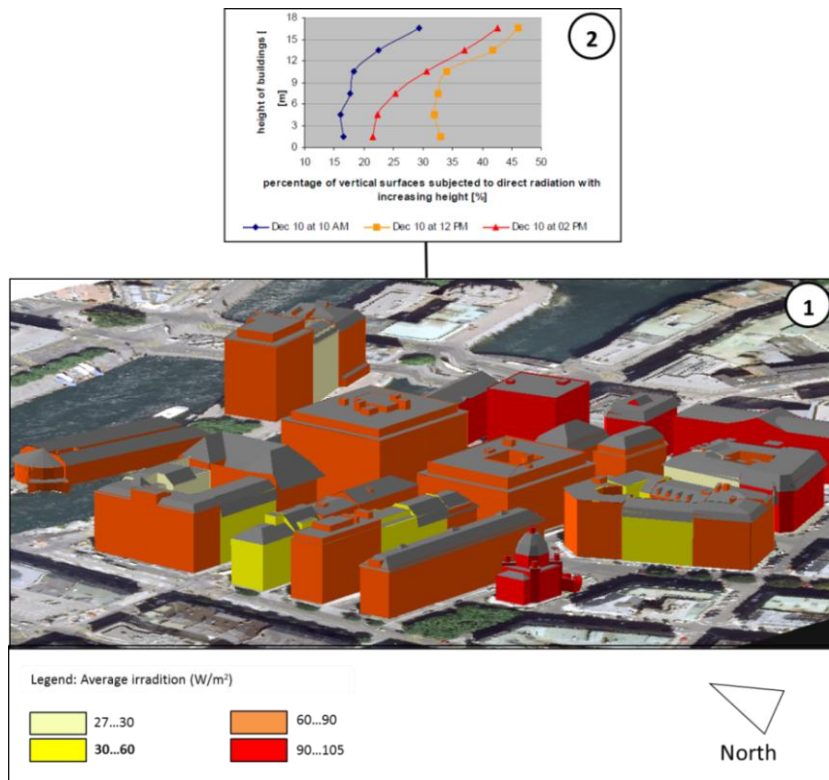 2
18
15
12
9
6
3
0
height of buildings [
[m]
10 15 20 25 30 35 40 45 50
percentage of vertical surfaces subjected to direct radiation with
increasing height [%]
Dec 10 at 10 AM Dec 10 at 12 PM Dec 10 at 02 PM
1
Legend: Average irradition (W/m²)
27...30 60...90
30...60 90...105
North